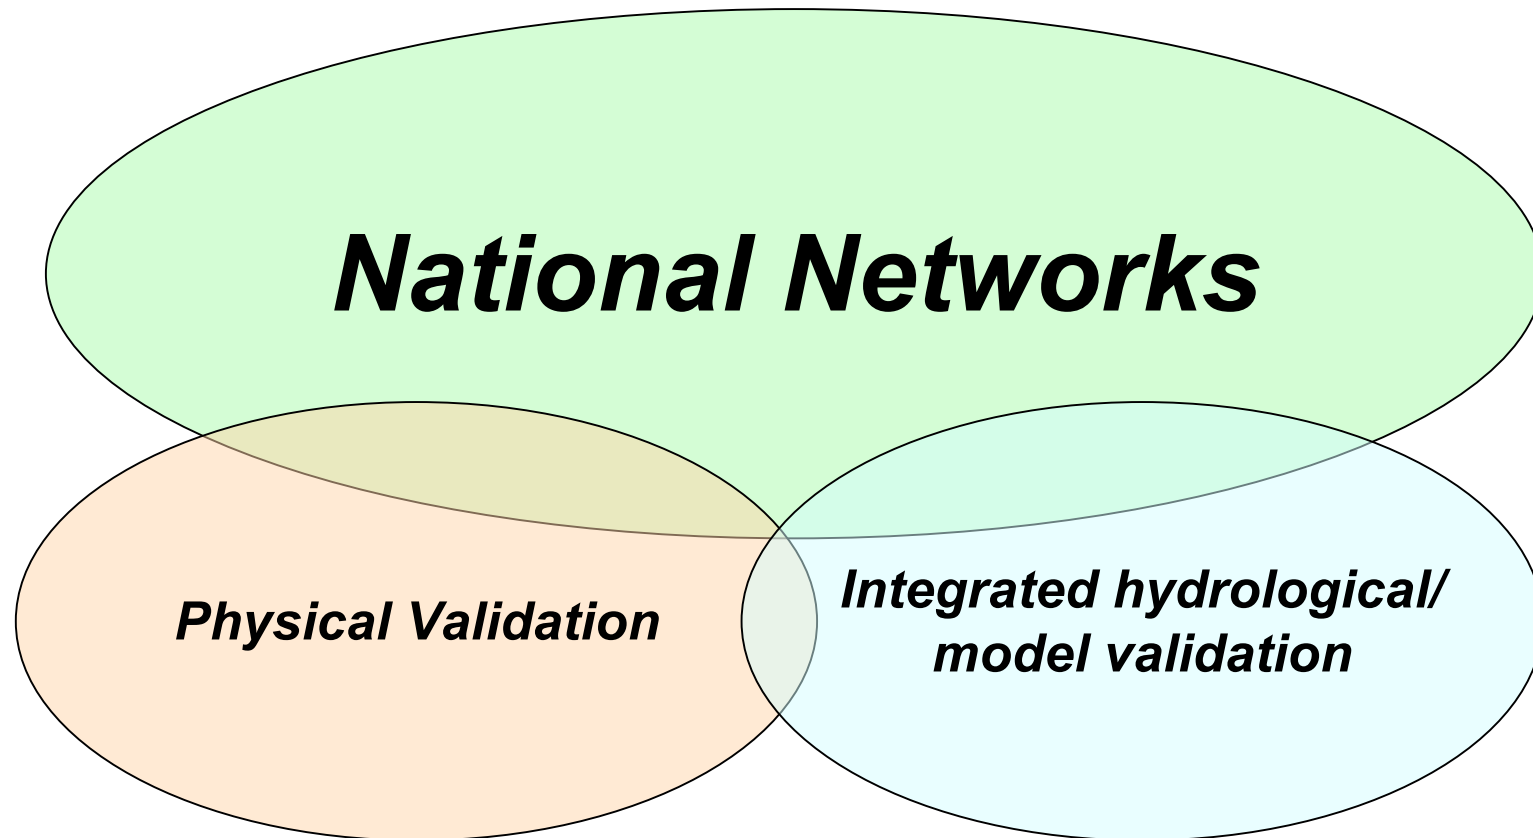 National Networks
Physical Validation
Integrated hydrological/
model validation